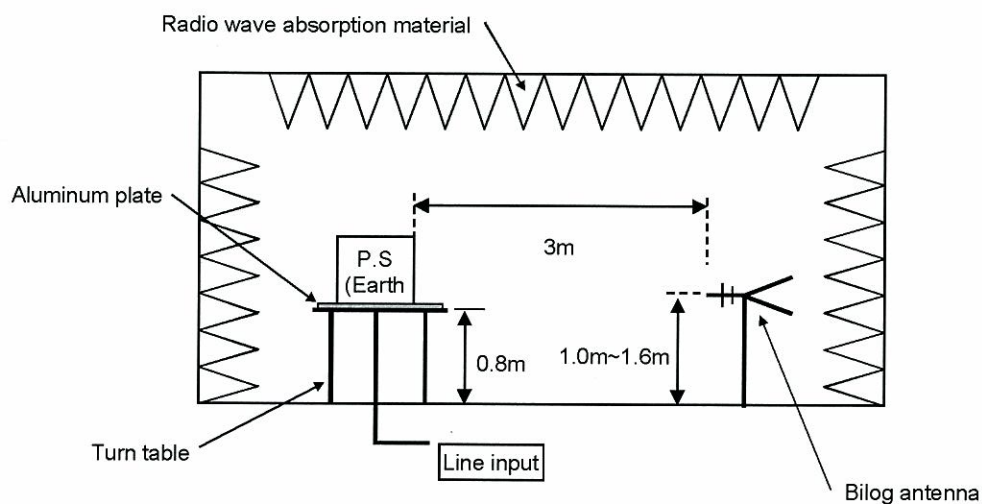 Radio wave absorption material
Aluminum plate
3m
P.S
(Earth
0.8m
1.0m~1.6m
Turn table
Line input
Bilog antenna